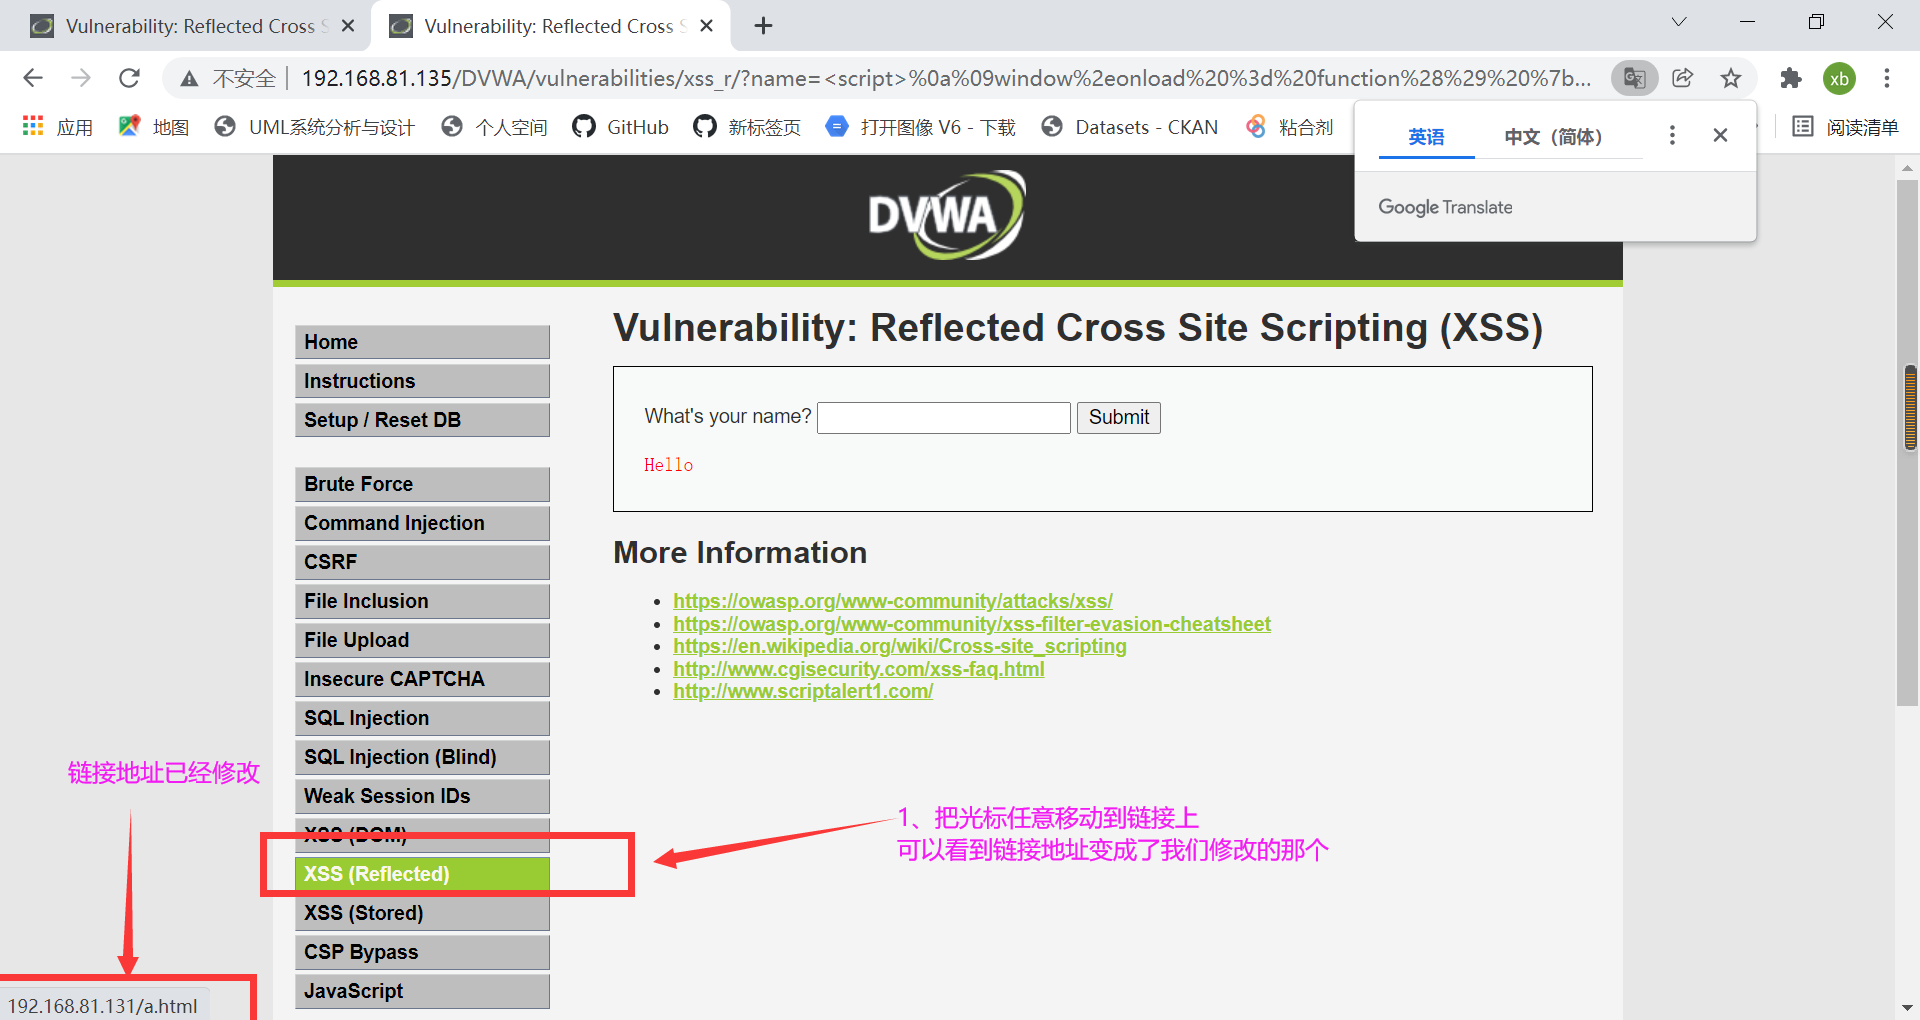 Vulnerability: Reflected Cross S
Vulnerability: Reflected Cross S
不安全 192.168.81.135/DVWA/vulnerabilities/xss_r/?name=<script>%0a%09window%2eonload%20%3d%20function%28%29%20%7b...
xb
应用
地图
UML系统分析与设计
个人空间
GitHub
新标签页
打开图像 V6 - 下载
Datasets - CKAN
粘合剂
阅读清单
英语
中文（简体）
Google Translate
DVWA
Home
Instructions
Setup / Reset DB
Brute Force
Command Injection
CSRF
File Inclusion
File Upload
Insecure CAPTCHA
SQL Injection
SQL Injection (Blind)
Weak Session IDs
XSS (DOM)
XSS (Reflected)
XSS (Stored)
CSP Bypass
JavaScript
Vulnerability: Reflected Cross Site Scripting (XSS)
What's your name?
Submit
Hello
More Information
https://owasp.org/www-community/attacks/xss/
https://owasp.org/www-community/xss-filter-evasion-cheatsheet
https://en.wikipedia.org/wiki/Cross-site_scripting
http://www.cgisecurity.com/xss-faq.html
http://www.scriptalert1.com/
链接地址已经修改
1、把光标任意移动到链接上
可以看到链接地址变成了我们修改的那个
192.168.81.131/a.html